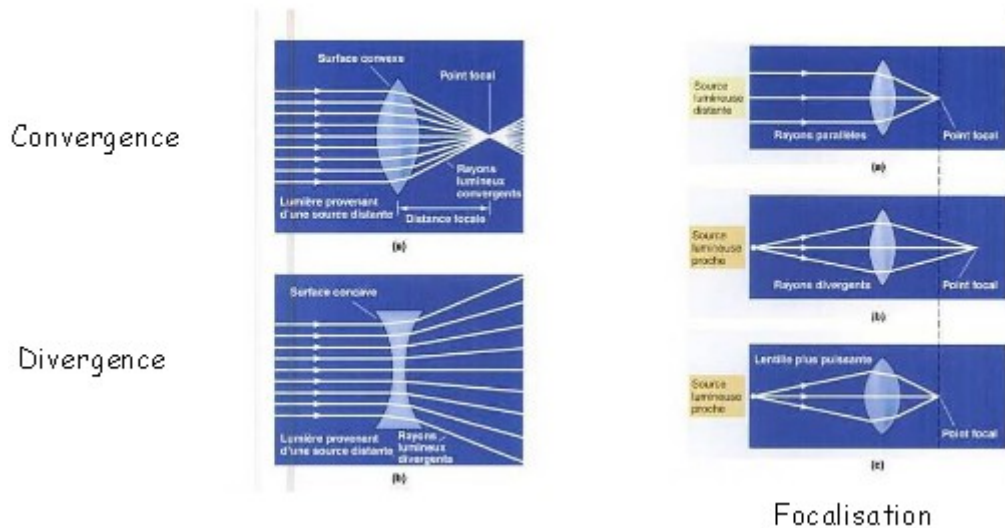 Convergence
Surface convexe
Point focal
Rayons
lumineux
convergents
Lumière provenant
d'une source distante
Distance focale
(a)
Divergence
Surface concave
Lumière provenant
d'une source distante
Rayons
lumineux
divergents
(b)
Source
lumineuse
distante
Rayons parallèles
Point focal
(a)
Source
lumineuse
proche
Rayons divergents
Point focal
(b)
Lentille plus puissante
Source
lumineuse
proche
Point focal
(c)
Focalisation